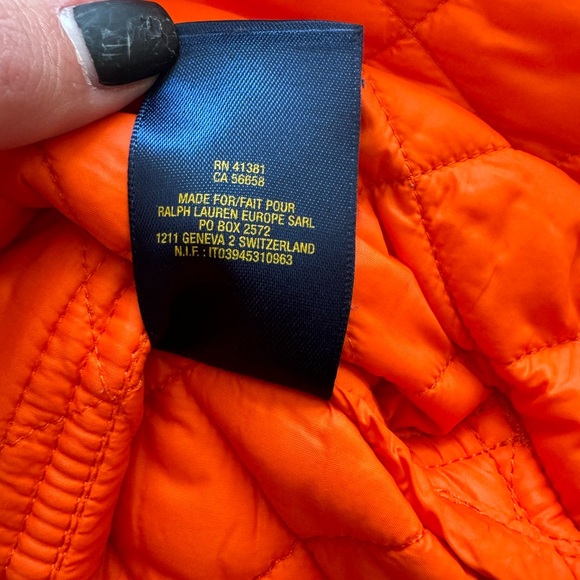 RN 41381
CA 56658
MADE FOR/FAIT POUR
RALPH LAUREN EUROPE SARL
PO BOX 2572
1211 GENEVA 2 SWITZERLAND
N.I.F. : IT03945310963